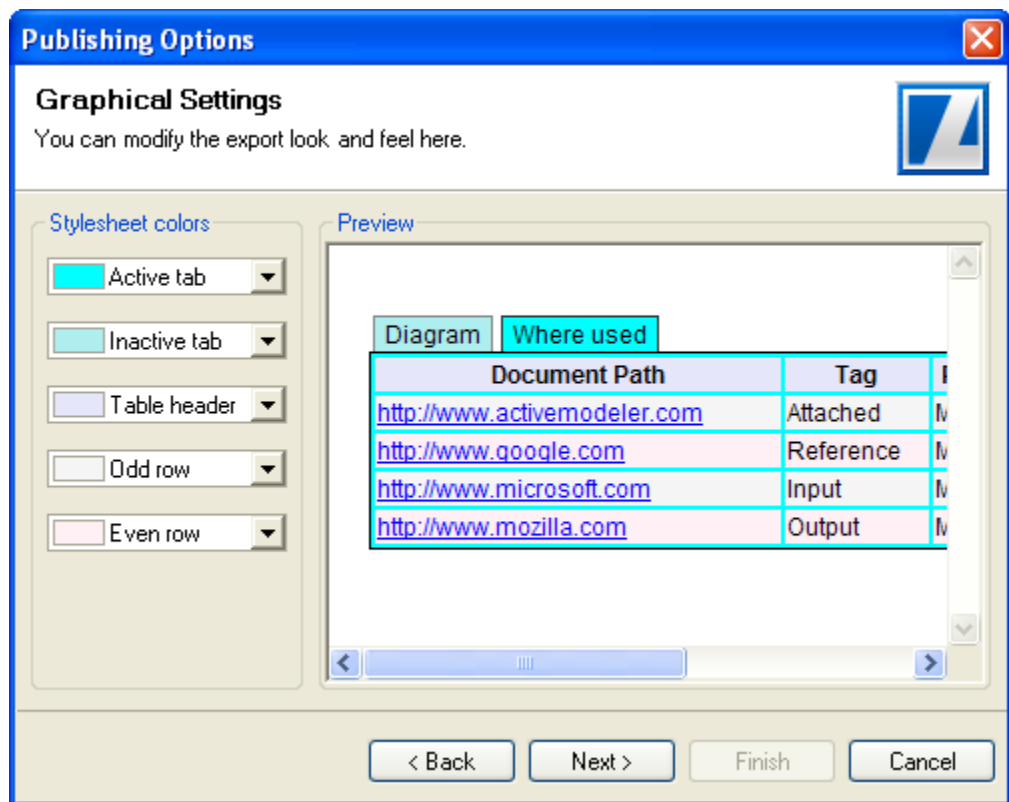 Publishing Options
Graphical Settings
You can modify the export look and feel here.
Stylesheet colors
Active tab
Inactive tab
Table header
Odd row
Even row
Preview
Diagram Where used
Document Path Tag
http://www.activemodeler.com Attached
http://www.google.com Reference
http://www.microsoft.com Input
http://www.mozilla.com Output
< Back Next > Finish Cancel